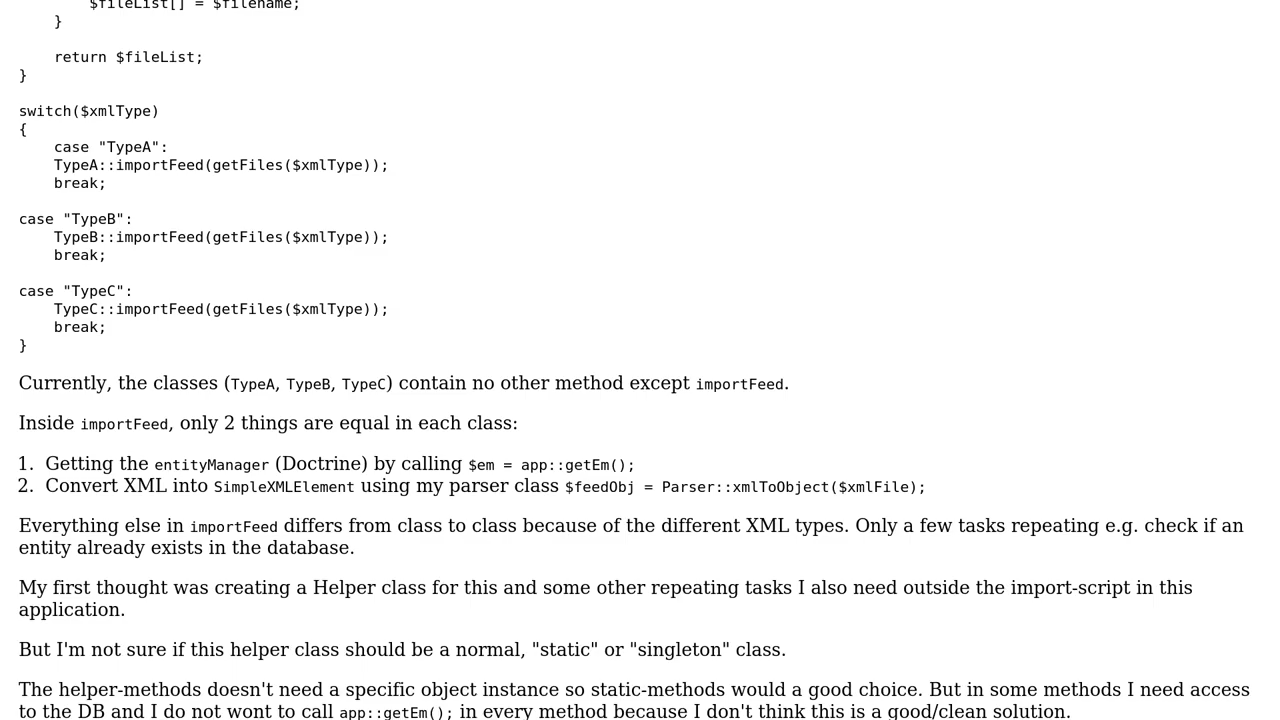 $fileList[] = $filename;
}
return $fileList;
}
switch($xmlType)
{
case "TypeA":
TypeA::importFeed(getFiles($xmlType));
break;
case "TypeB":
TypeB::importFeed(getFiles($xmlType));
break;
case "TypeC":
TypeC::importFeed(getFiles($xmlType));
break;
}
Currently, the classes (TypeA, TypeB, TypeC) contain no other method except importFeed.
Inside importFeed, only 2 things are equal in each class:
1. Getting the entityManager (Doctrine) by calling $em = app::getEm();
2. Convert XML into SimpleXMLElement using my parser class $feedObj = Parser::xmlToObject($xmlFile);
Everything else in importFeed differs from class to class because of the different XML types. Only a few tasks repeating e.g. check if an
entity already exists in the database.
My first thought was creating a Helper class for this and some other repeating tasks I also need outside the import-script in this
application.
But I'm not sure if this helper class should be a normal, "static" or "singleton" class.
The helper-methods doesn't need a specific object instance so static-methods would a good choice. But in some methods I need access
to the DB and I do not wont to call app::getEm(); in every method because I don't think this is a good/clean solution.